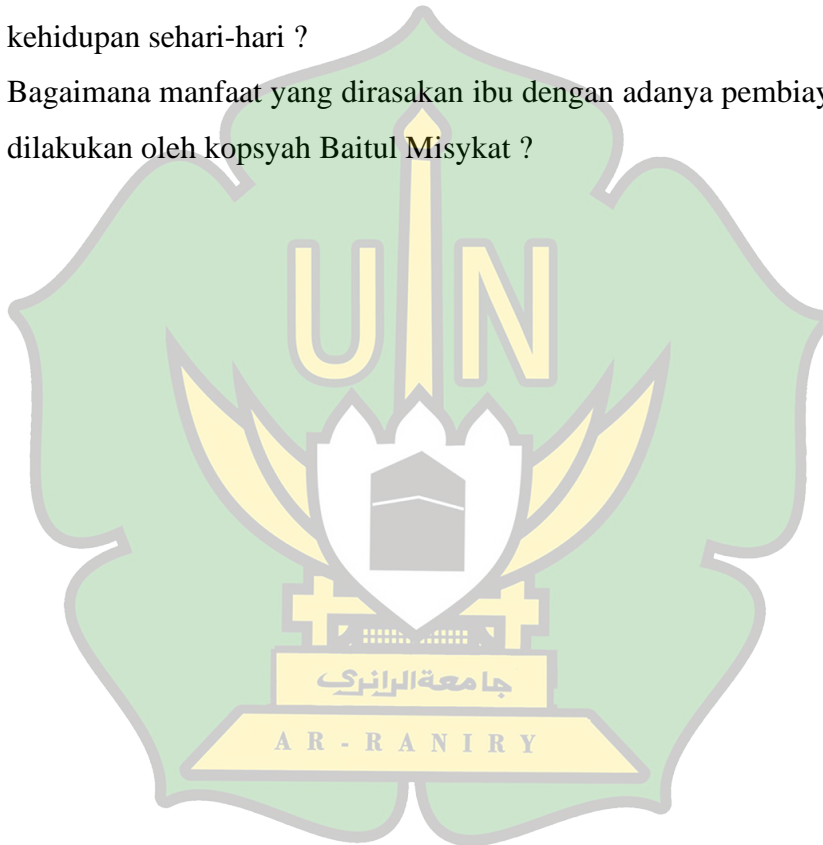 kehidupan sehari-hari ?
Bagaimana manfaat yang dirasakan ibu dengan adanya
dilakukan oleh kopsyah Baitul Misykat ?
UIN
جامعة الرانري
AR-RANIRY